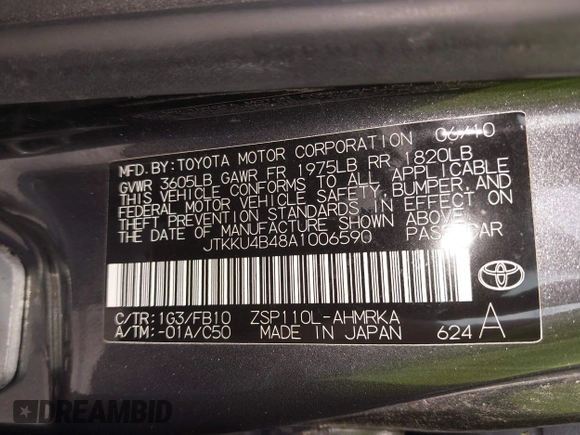 MFD. BY: TOYOTA MOTOR CORPORATION 06/10
GVWR 3605LB GAWR FR 1975LB RR 1820LB
THIS VEHICLE CONFORMS TO ALL APPLICABLE
FEDERAL MOTOR VEHICLE SAFETY, BUMPER, AND
THEFT PREVENTION STANDARDS IN EFFECT ON
THE DATE OF MANUFACTURE SHOWN ABOVE.
JTKKU4B48A1006590 PASS CAR
TOYOTA
C/TR: 1G3/FB10 ZSP110L-AHMRKA
A/TM: -01A/C50 MADE IN JAPAN 624 A
DREAMBID